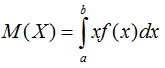 M(X) = ∫_a^b xf(x)dx